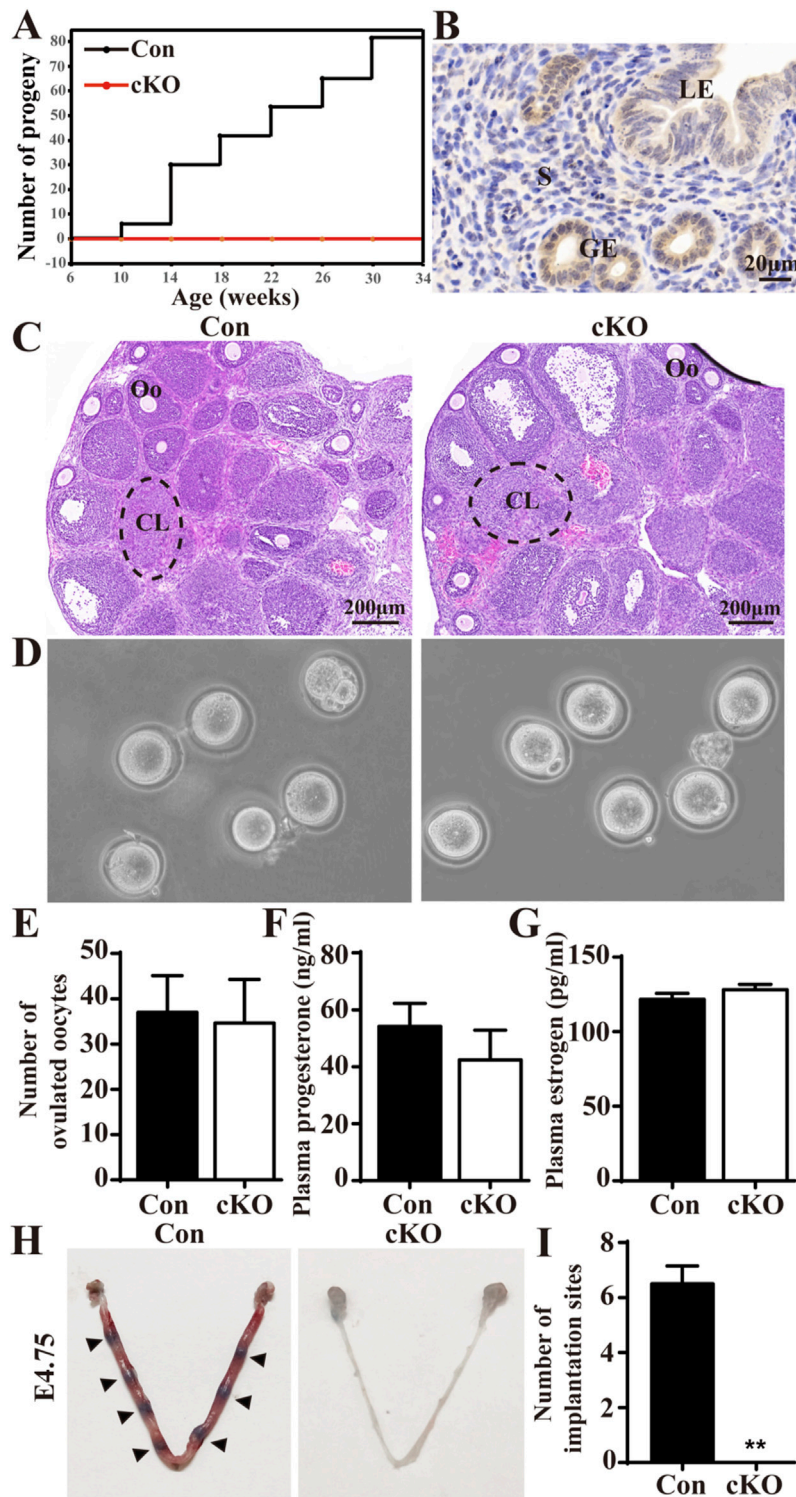 A
Number of progeny
80
70
60
50
40
30
20
10
0
-10
Con
cKO
6 10 14 18 22 26 30 34
Age (weeks)
B
LE
S
GE
20μm
C
Con
cKO
Oo
CL
200μm
Oo
CL
200μm
D
E
Number of
ovulated oocytes
50
40
30
20
10
0
Con cKO
F
Plasma progesterone (ng/ml)
80
60
40
20
0
Con cKO
G
Plasma estrogen (pg/ml)
150
100
50
0
Con cKO
H
Con
cKO
E4.75
I
Number of
implantation sites
8
6
4
2
0
**
Con cKO